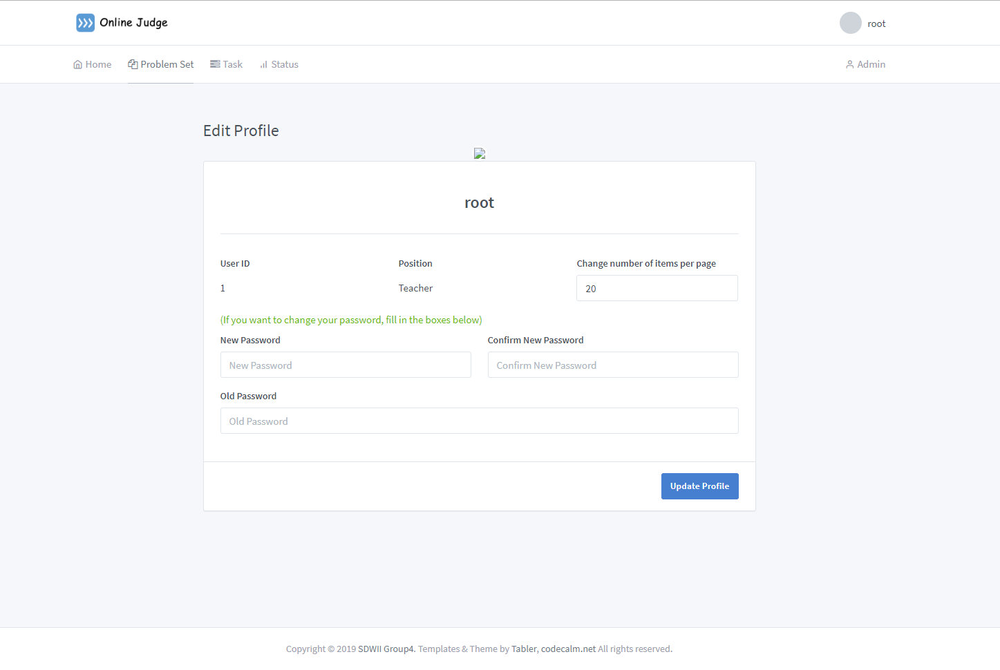 Online Judge
root
Home
Problem Set
Task
Status
Admin
Edit Profile
root
User ID
Position
Change number of items per page
1
Teacher
20
(If you want to change your password, fill in the boxes below)
New Password
Confirm New Password
New Password
Confirm New Password
Old Password
Old Password
Update Profile
Copyright © 2019 SDWII Group4. Templates & Theme by Tabler, codecalm.net All rights reserved.